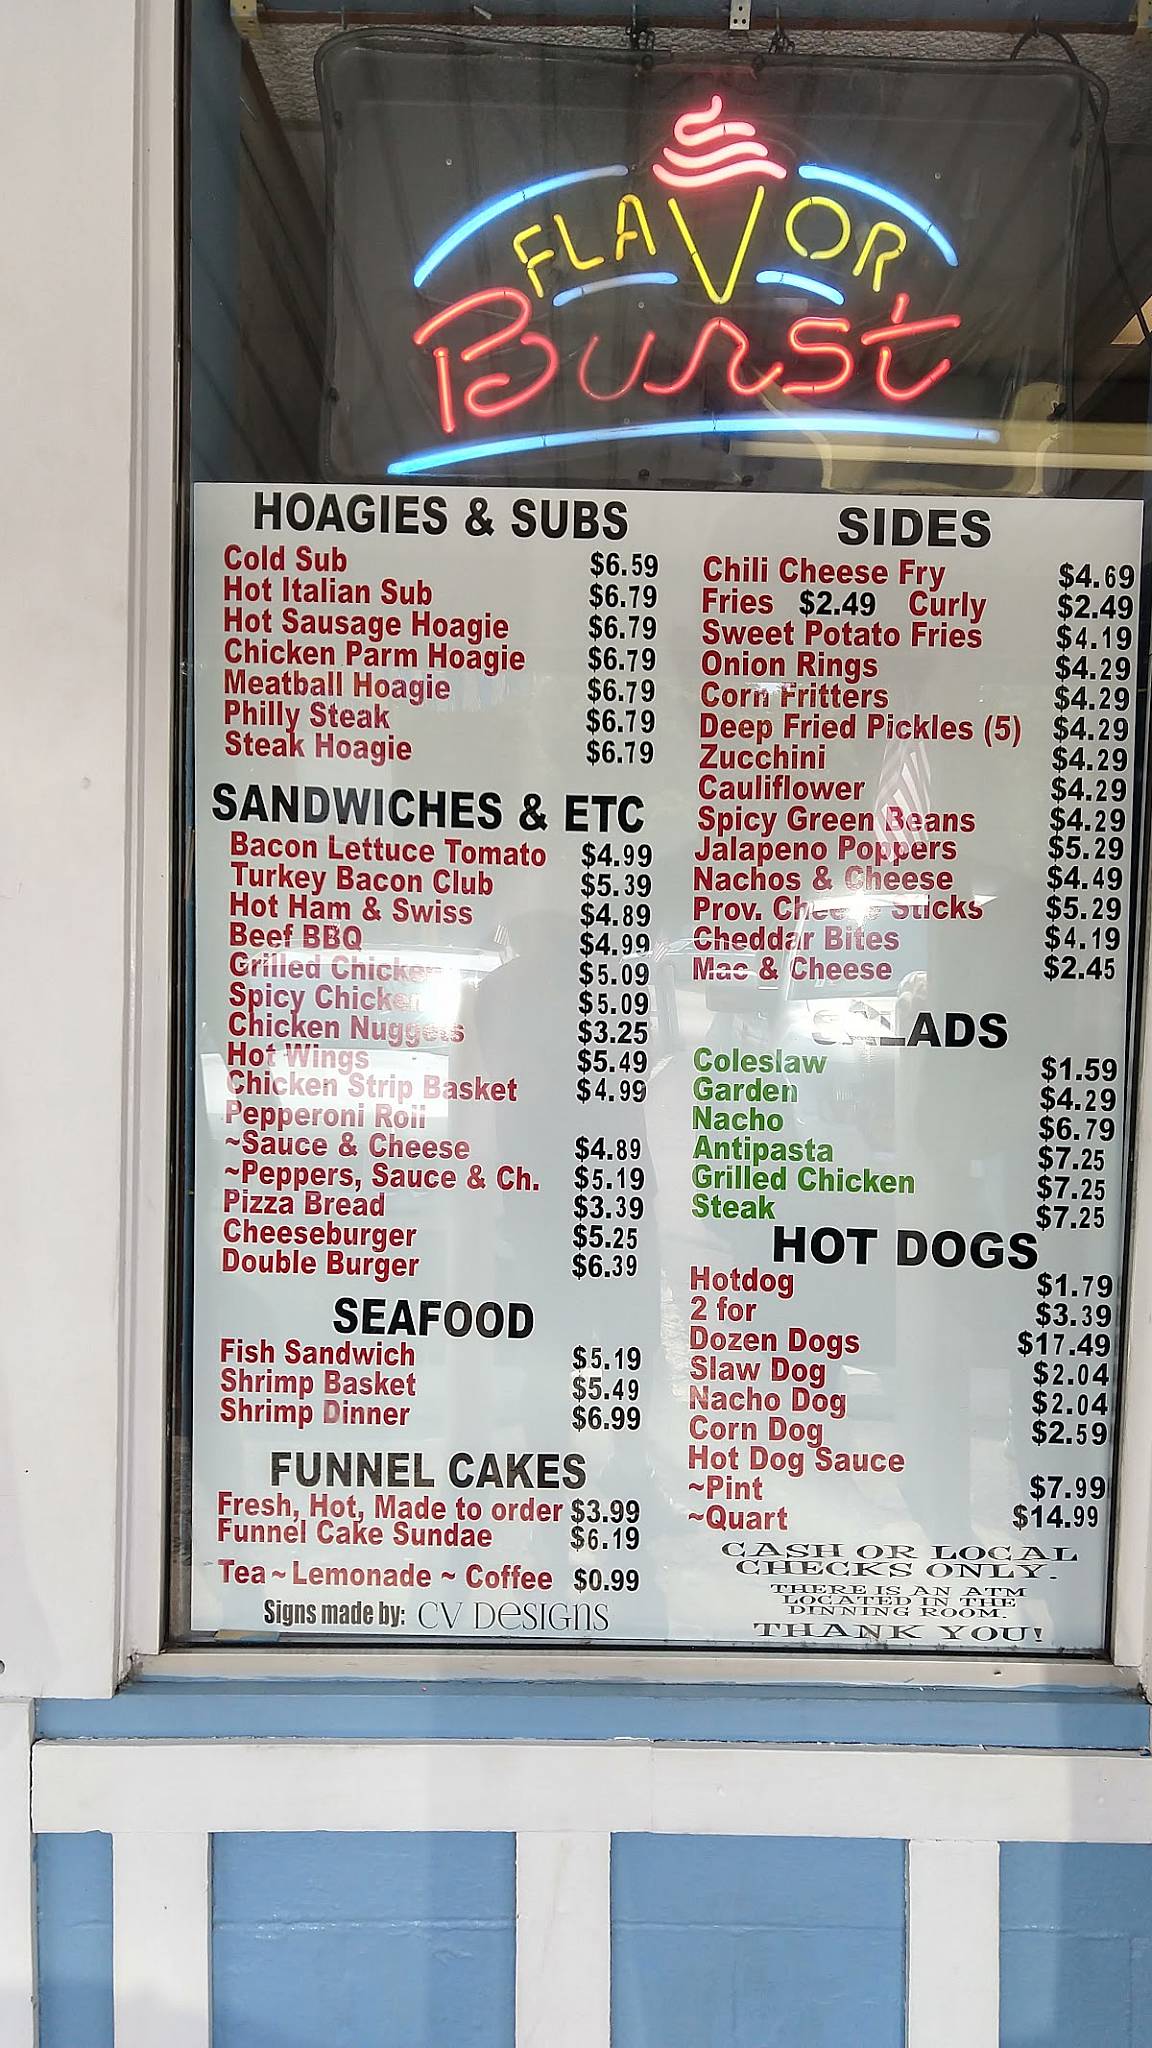 FLAVOR
Burst
HOAGIES & SUBS
Cold Sub $6.59
Hot Italian Sub $6.79
Hot Sausage Hoagie $6.79
Chicken Parm Hoagie $6.79
Meatball Hoagie $6.79
Philly Steak $6.79
Steak Hoagie $6.79
SANDWICHES & ETC
Bacon Lettuce Tomato $4.99
Turkey Bacon Club $5.39
Hot Ham & Swiss $4.89
Beef BBQ $4.99
Grilled Chicken $5.09
Spicy Chicken $5.09
Chicken Nuggets $3.25
Hot Wings $5.49
Chicken Strip Basket $4.99
Pepperoni Roll
~Sauce & Cheese $4.89
~Peppers, Sauce & Ch. $5.19
Pizza Bread $3.39
Cheeseburger $5.25
Double Burger $6.39
SEAFOOD
Fish Sandwich $5.19
Shrimp Basket $5.49
Shrimp Dinner $6.99
FUNNEL CAKES
Fresh, Hot, Made to order $3.99
Funnel Cake Sundae $6.19
Tea ~ Lemonade ~ Coffee $0.99
Signs made by: CV Designs
SIDES
Chili Cheese Fry $4.69
Fries $2.49 Curly $2.49
Sweet Potato Fries $4.19
Onion Rings $4.29
Corn Fritters $4.29
Deep Fried Pickles (5) $4.29
Zucchini $4.29
Cauliflower $4.29
Spicy Green Beans $4.29
Jalapeno Poppers $5.29
Nachos & Cheese $4.49
Prov. Cheese Sticks $5.29
Cheddar Bites $4.19
Mac & Cheese $2.45
SALADS
Coleslaw $1.59
Garden $4.29
Nacho $6.79
Antipasta $7.25
Grilled Chicken $7.25
Steak $7.25
HOT DOGS
Hotdog $1.79
2 for $3.39
Dozen Dogs $17.49
Slaw Dog $2.04
Nacho Dog $2.04
Corn Dog $2.59
Hot Dog Sauce
~Pint $7.99
~Quart $14.99
CASH OR LOCAL
CHECKS ONLY.
THERE IS AN ATM
LOCATED IN THE
DINNING ROOM.
THANK YOU!